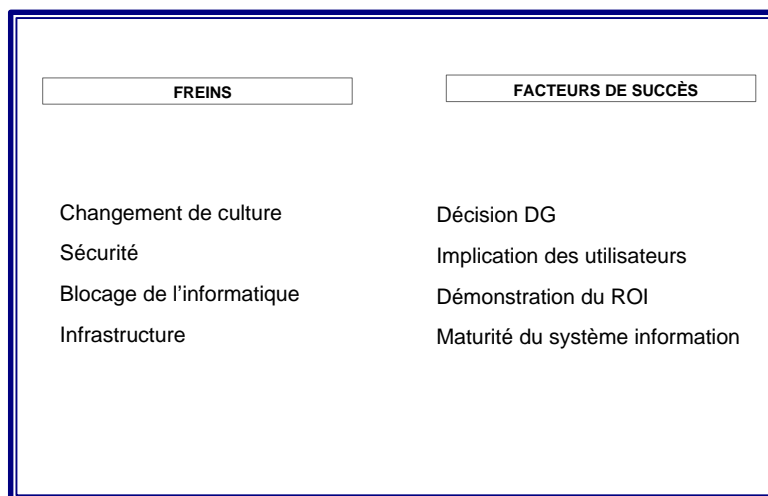 FREINS
Changement de culture
Sécurité
Blocage de l’informatique
Infrastructure
FACTEURS DE SUCCÈS
Décision DG
Implication des utilisateurs
Démonstration du ROI
Maturité du système information